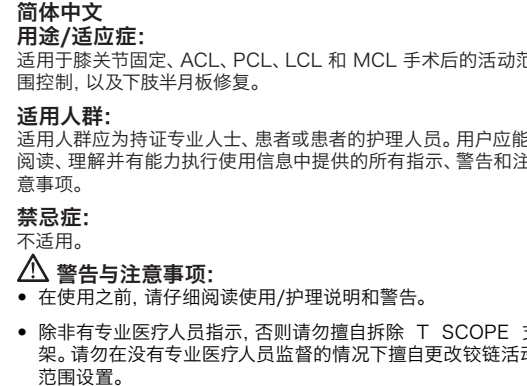 简体中文
用途/适应症:
适用于膝关节固定、ACL、PCL、LCL 和 MCL 手术后的活动范
围控制, 以及下肢半月板修复。
适用人群:
适用人群应为持证专业人士、患者或患者的护理人员。用户应能
阅读、理解并有能力执行使用信息中提供的所有指示、警告和注
意事项。
禁忌症:
不适用。
警告与注意事项:
• 在使用之前, 请仔细阅读使用/护理说明和警告。
• 除非有专业医疗人员指示, 否则请勿擅自拆除 T SCOPE 支
架。请勿在没有专业医疗人员监督的情况下擅自更改铰链活动
范围设置。